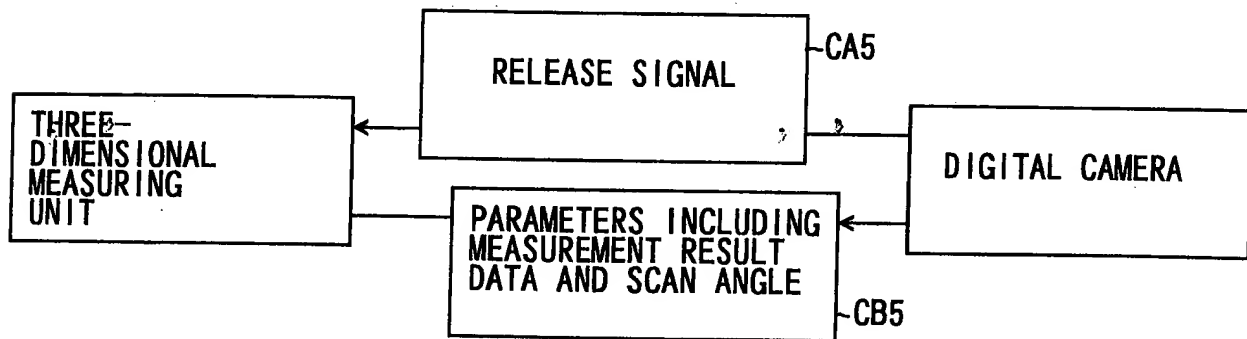 RELEASE SIGNAL
CA5
THREE-
DIMENSIONAL
MEASURING
UNIT
DIGITAL CAMERA
PARAMETERS INCLUDING
MEASUREMENT RESULT
DATA AND SCAN ANGLE
CB5